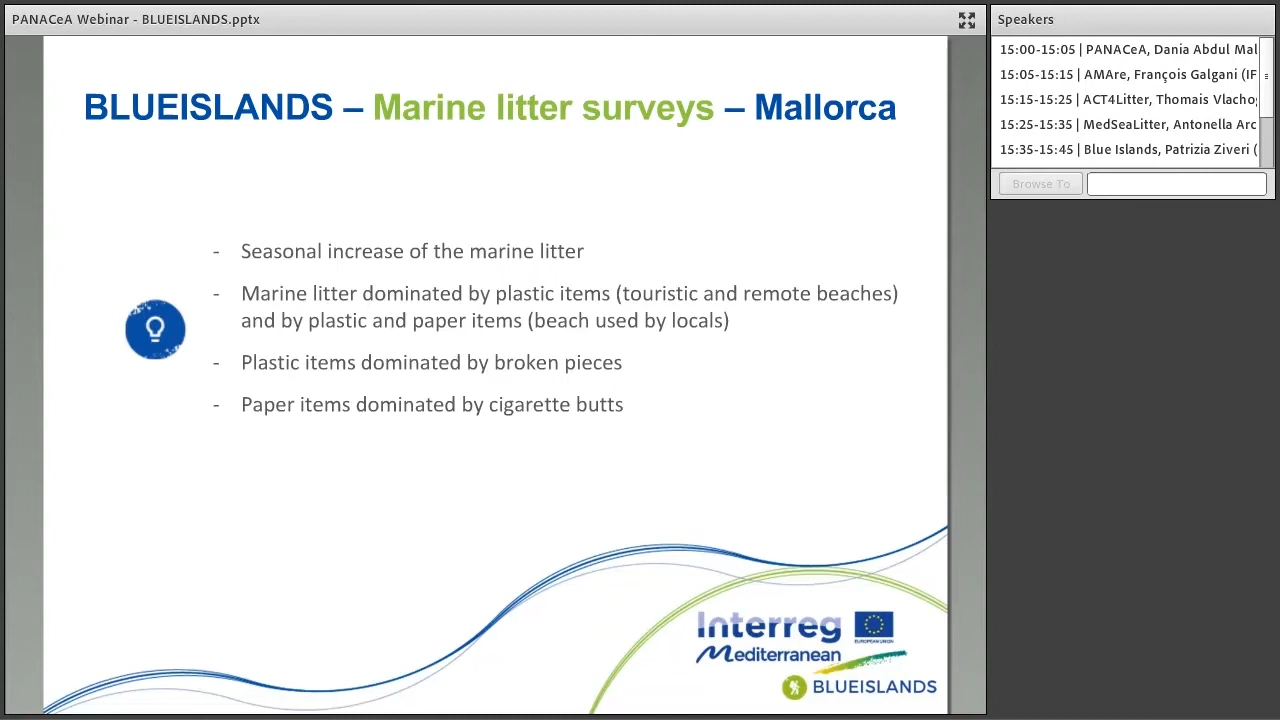 PANACeA Webinar - BLUEISLANDS.pptx
BLUEISLANDS – Marine litter surveys – Mallorca
- Seasonal increase of the marine litter
- Marine litter dominated by plastic items (touristic and remote beaches)
and by plastic and paper items (beach used by locals)
- Plastic items dominated by broken pieces
- Paper items dominated by cigarette butts
Interreg
Mediterranean
EUROPEAN UNION
BLUEISLANDS
Speakers
15:00-15:05 | PANACeA, Dania Abdul Mal
15:05-15:15 | AMAre, François Galgani (IF
15:15-15:25 | ACT4Litter, Thomais Vlacho
15:25-15:35 | MedSeaLitter, Antonella Arc
15:35-15:45 | Blue Islands, Patrizia Ziveri (
Browse To